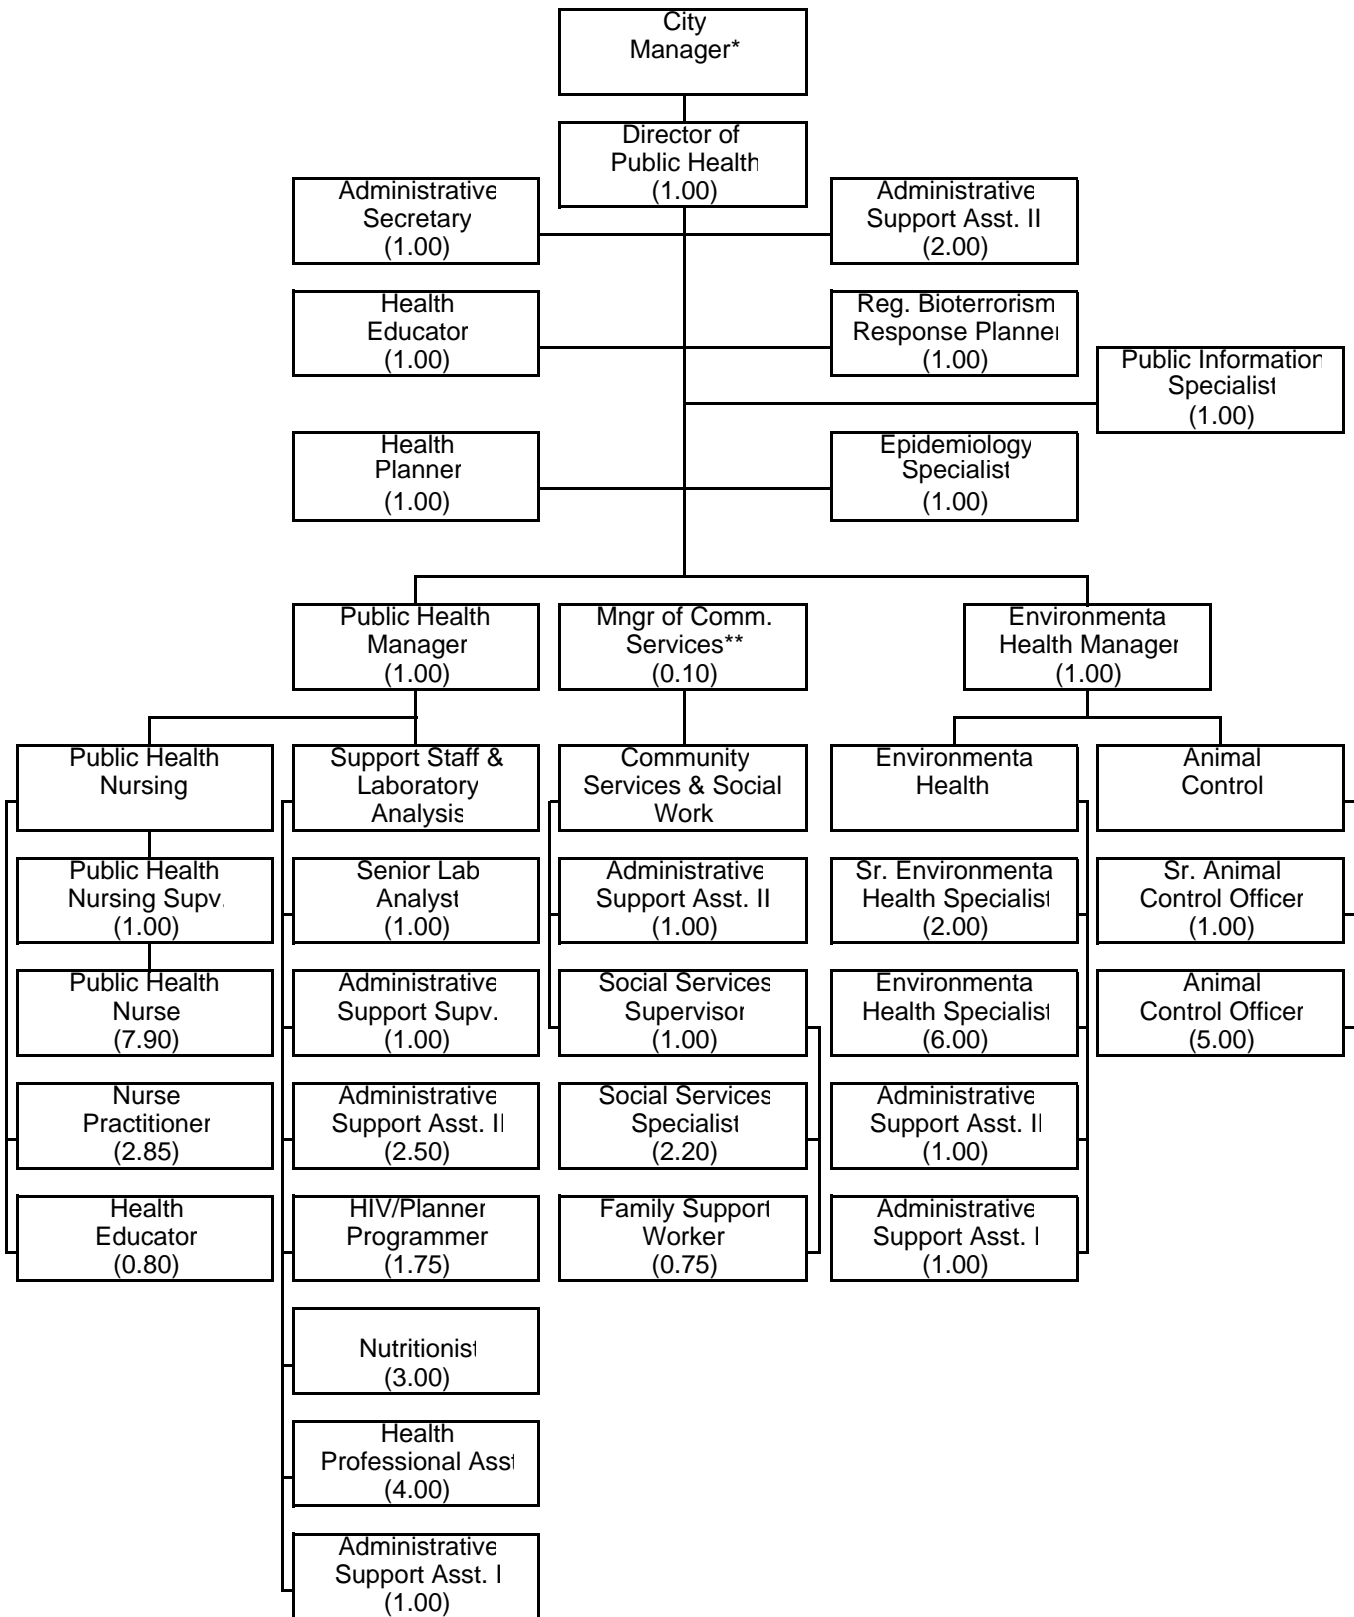 City
Manager*
Director of
Public Health
(1.00)
Administrative
Secretary
(1.00)
Administrative
Support Asst. II
(2.00)
Health
Educator
(1.00)
Reg. Bioterrorism
Response Planner
(1.00)
Public Information
Specialist
(1.00)
Health
Planner
(1.00)
Epidemiology
Specialist
(1.00)
Public Health
Manager
(1.00)
Mngr of Comm.
Services**
(0.10)
Environmenta
Health Manager
(1.00)
Public Health
Nursing
Support Staff &
Laboratory
Analysis
Community
Services & Social
Work
Environmenta
Health
Animal
Control
Public Health
Nursing Supv.
(1.00)
Senior Lab
Analyst
(1.00)
Administrative
Support Asst. II
(1.00)
Sr. Environmenta
Health Specialist
(2.00)
Sr. Animal
Control Officer
(1.00)
Public Health
Nurse
(7.90)
Administrative
Support Supv.
(1.00)
Social Services
Supervisor
(1.00)
Environmenta
Health Specialist
(6.00)
Animal
Control Officer
(5.00)
Nurse
Practitioner
(2.85)
Administrative
Support Asst. II
(2.50)
Social Services
Specialist
(2.20)
Administrative
Support Asst. II
(1.00)
Health
Educator
(0.80)
HIV/Planner
Programmer
(1.75)
Family Support
Worker
(0.75)
Administrative
Support Asst. I
(1.00)
Nutritionist
(3.00)
Health
Professional Asst
(4.00)
Administrative
Support Asst. I
(1.00)